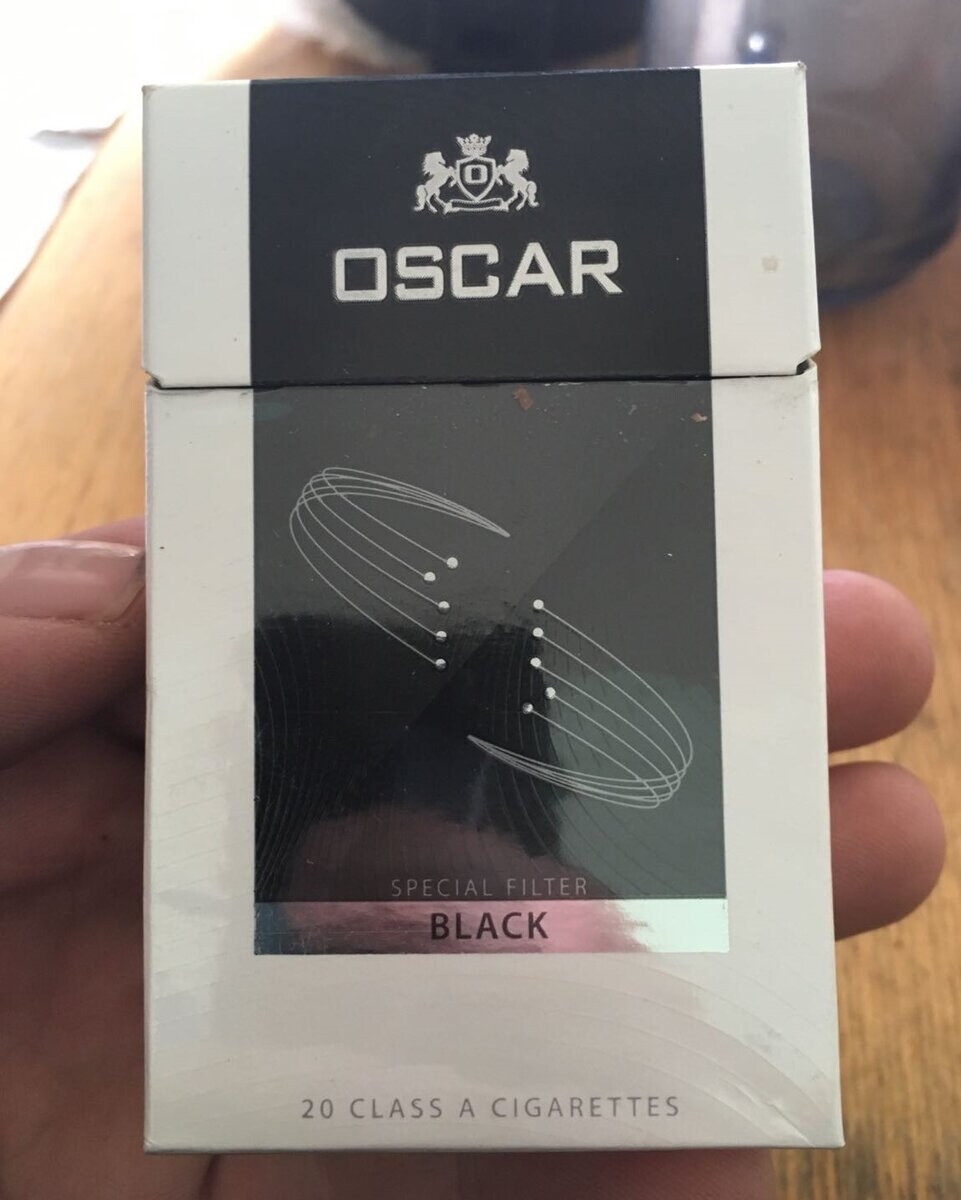 O
OSCAR
SPECIAL FILTER
BLACK
20 CLASS A CIGARETTES